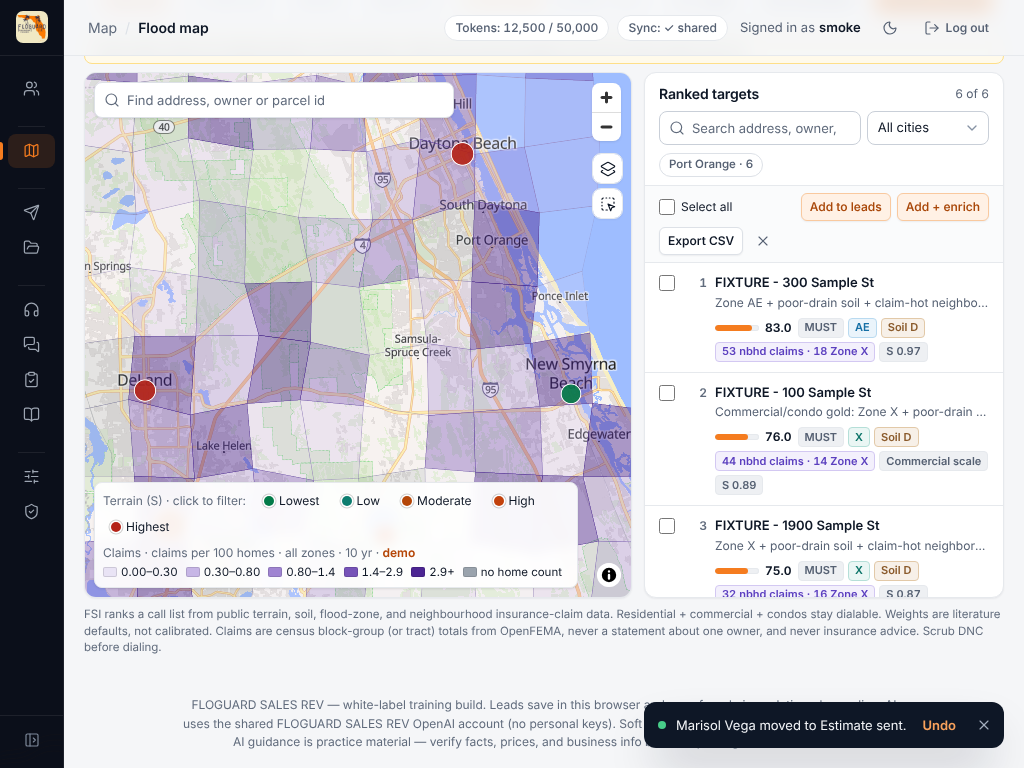 Map / Flood map
Tokens: 12,500 / 50,000
Sync: ✓ shared
Signed in as smoke
Log out
Find address, owner or parcel id
Hill
40
Daytona Beach
95
South Daytona
Port Orange
4
n Springs
Ponce Inlet
Samsula-
Spruce Creek
New Smyrna
Beach
DeLand
95
Edgewater
Lake Helen
Terrain (S) · click to filter: Lowest Low Moderate High
Highest
Claims · claims per 100 homes · all zones · 10 yr · demo
0.00–0.30 0.30–0.80 0.80–1.4 1.4–2.9 2.9+ no home count
Ranked targets 6 of 6
Search address, owner,
All cities
Port Orange · 6
Select all
Add to leads
Add + enrich
Export CSV
1 FIXTURE - 300 Sample St
Zone AE + poor-drain soil + claim-hot neighbo...
83.0 MUST AE Soil D
53 nbhd claims · 18 Zone X S 0.97
2 FIXTURE - 100 Sample St
Commercial/condo gold: Zone X + poor-drain ...
76.0 MUST X Soil D
44 nbhd claims · 14 Zone X Commercial scale
S 0.89
3 FIXTURE - 1900 Sample St
Zone X + poor-drain soil + claim-hot neighbor...
75.0 MUST X Soil D
32 nbhd claims · 16 Zone X S 0.87
FSI ranks a call list from public terrain, soil, flood-zone, and neighbourhood insurance-claim data. Residential + commercial + condos stay dialable. Weights are literature
defaults, not calibrated. Claims are census block-group (or tract) totals from OpenFEMA, never a statement about one owner, and never insurance advice. Scrub DNC
before dialing.
FLOGUARD SALES REV — white-label training build. Leads save in this browser
uses the shared FLOGUARD SALES REV OpenAI account (no personal keys). Soft
AI guidance is practice material — verify facts, prices, and business info
Marisol Vega moved to Estimate sent. Undo